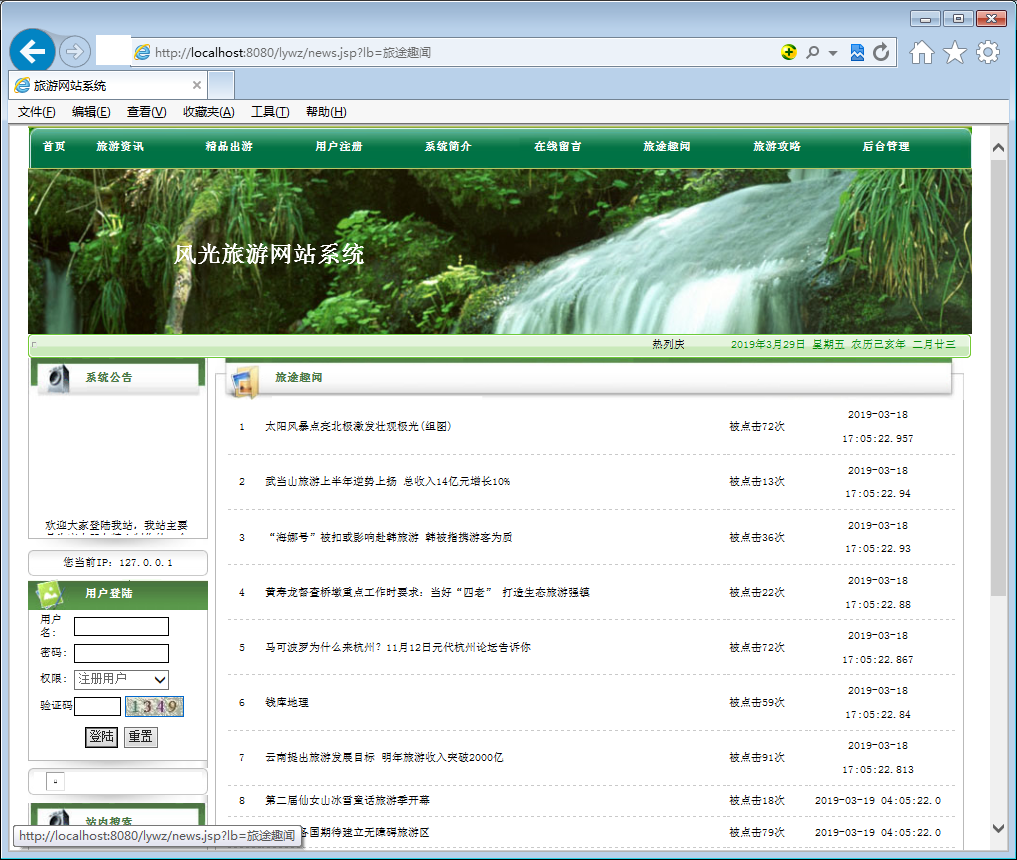 http://localhost:8080/lywz/news.jsp?lb=旅途趣闻
旅游网站系统
文件(F) 编辑(E) 查看(V) 收藏夹(A) 工具(T) 帮助(H)
首页 旅游资讯 精品出游 用户注册 系统简介 在线留言 旅途趣闻 旅游攻略 后台管理
风光旅游网站系统
热列庆 2019年3月29日 星期五 农历己亥年 二月廿三
系统公告
欢迎大家登陆我站，我站主要
您当前IP: 127.0.0.1
用户登陆
用户名：
密码：
权限： 注册用户
验证码 1349
登陆 重置
站内搜索
旅途趣闻
1 太阳风暴点亮北极激发壮观极光(组图) 被点击72次 2019-03-18 17:05:22.957
2 武当山旅游上半年逆势上扬 总收入14亿元增长10% 被点击13次 2019-03-18 17:05:22.94
3 “海娜号”被扣或影响赴韩旅游 韩被指携游客为质 被点击36次 2019-03-18 17:05:22.93
4 黄寿龙督查桥墩重点工作时要求：当好“四老” 打造生态旅游强镇 被点击22次 2019-03-18 17:05:22.88
5 马可波罗为什么来杭州？11月12日元代杭州论坛告诉你 被点击72次 2019-03-18 17:05:22.867
6 钱库地理 被点击59次 2019-03-18 17:05:22.84
7 云南提出旅游发展目标 明年旅游收入突破2000亿 被点击91次 2019-03-18 17:05:22.813
8 第二届仙女山冰雪童话旅游季开幕 被点击18次 2019-03-19 04:05:22.0
各国期待建立无障碍旅游区 被点击79次 2019-03-19 04:05:22.0
http://localhost:8080/lywz/news.jsp?lb=旅途趣闻